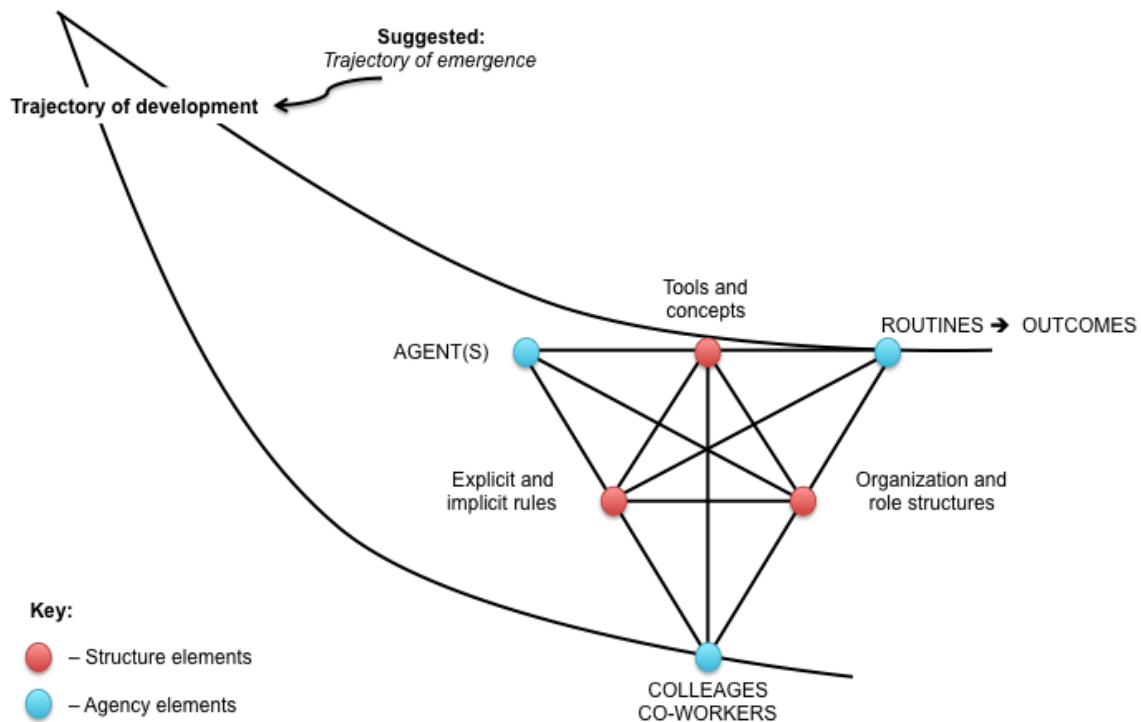 Suggested:
Trajectory of emergence
Trajectory of development
Tools and
concepts
ROUTINES ➔ OUTCOMES
AGENT(S)
Explicit and
implicit rules
Organization and
role structures
Key:
– Structure elements
– Agency elements
COLLEAGES
CO-WORKERS